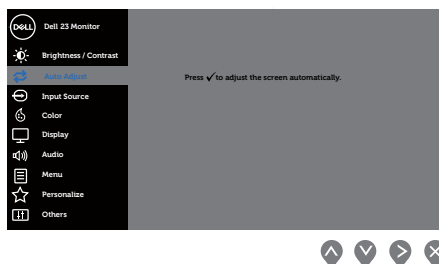 DELL
Dell 23 Monitor
Brightness / Contrast
Auto Adjust
Press ✓ to adjust the screen automatically.
Input Source
Color
Display
Audio
Menu
Personalize
Others